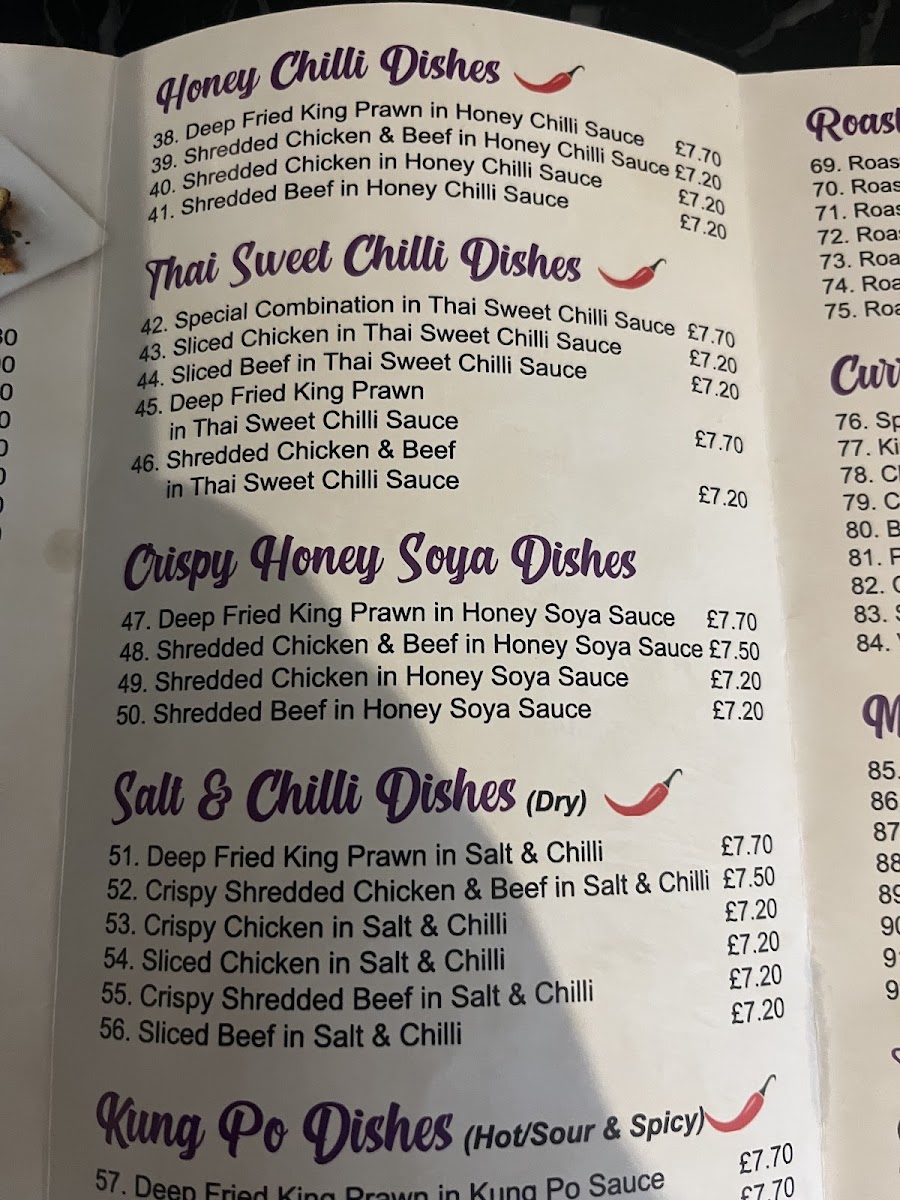 Honey Chilli Dishes
38. Deep Fried King Prawn in Honey Chilli Sauce £7.70
39. Shredded Chicken & Beef in Honey Chilli Sauce £7.20
40. Shredded Chicken in Honey Chilli Sauce £7.20
41. Shredded Beef in Honey Chilli Sauce £7.20
Thai Sweet Chilli Dishes
42. Special Combination in Thai Sweet Chilli Sauce £7.70
43. Sliced Chicken in Thai Sweet Chilli Sauce £7.20
44. Sliced Beef in Thai Sweet Chilli Sauce £7.20
45. Deep Fried King Prawn
in Thai Sweet Chilli Sauce £7.70
46. Shredded Chicken & Beef
in Thai Sweet Chilli Sauce £7.20
Crispy Honey Soya Dishes
47. Deep Fried King Prawn in Honey Soya Sauce £7.70
48. Shredded Chicken & Beef in Honey Soya Sauce £7.50
49. Shredded Chicken in Honey Soya Sauce £7.20
50. Shredded Beef in Honey Soya Sauce £7.20
Salt & Chilli Dishes (Dry)
51. Deep Fried King Prawn in Salt & Chilli £7.70
52. Crispy Shredded Chicken & Beef in Salt & Chilli £7.50
53. Crispy Chicken in Salt & Chilli £7.20
54. Sliced Chicken in Salt & Chilli £7.20
55. Crispy Shredded Beef in Salt & Chilli £7.20
56. Sliced Beef in Salt & Chilli £7.20
Kung Po Dishes (Hot/Sour & Spicy)
57. Deep Fried King Prawn in Kung Po Sauce £7.70
£7.70
Roast
69. Roas
70. Roas
71. Roas
72. Roa
73. Roa
74. Roa
75. Roa
Curr
76. Sp
77. Ki
78. C
79. C
80. B
81.
82.
83.
84.
M
85.
86
87
88